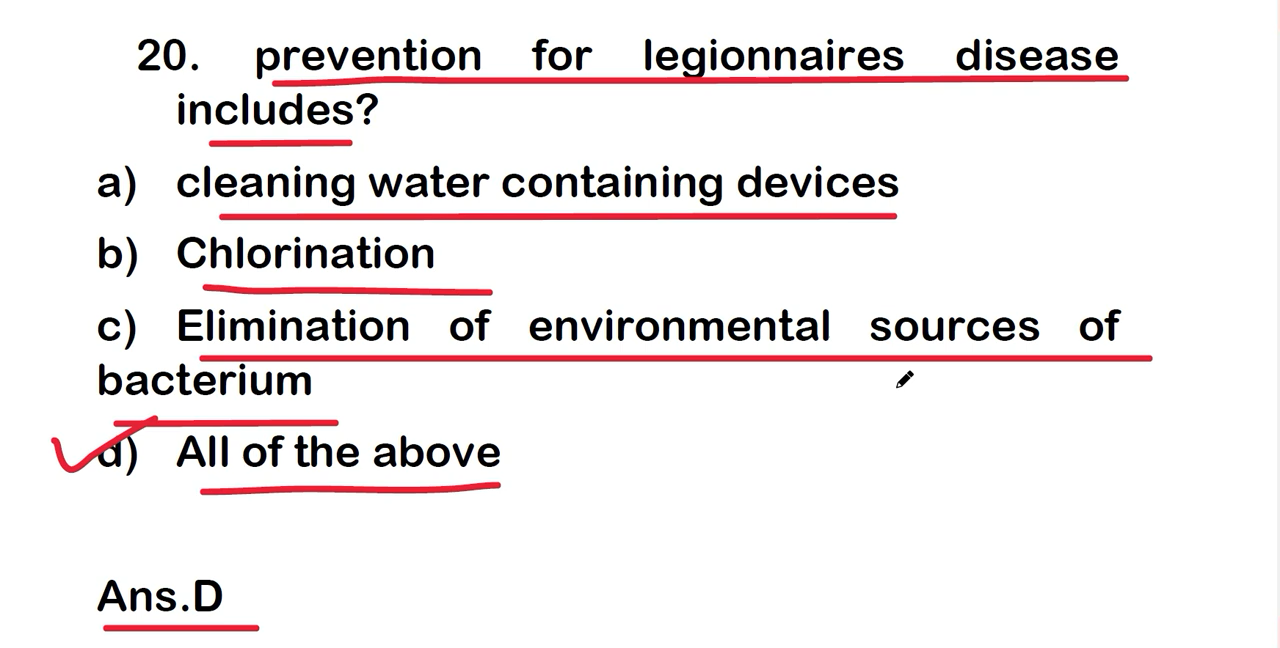 20. prevention for legionnaires disease
includes?
a) cleaning water containing devices
b) Chlorination
c) Elimination of environmental sources of
bacterium
d) All of the above
Ans.D